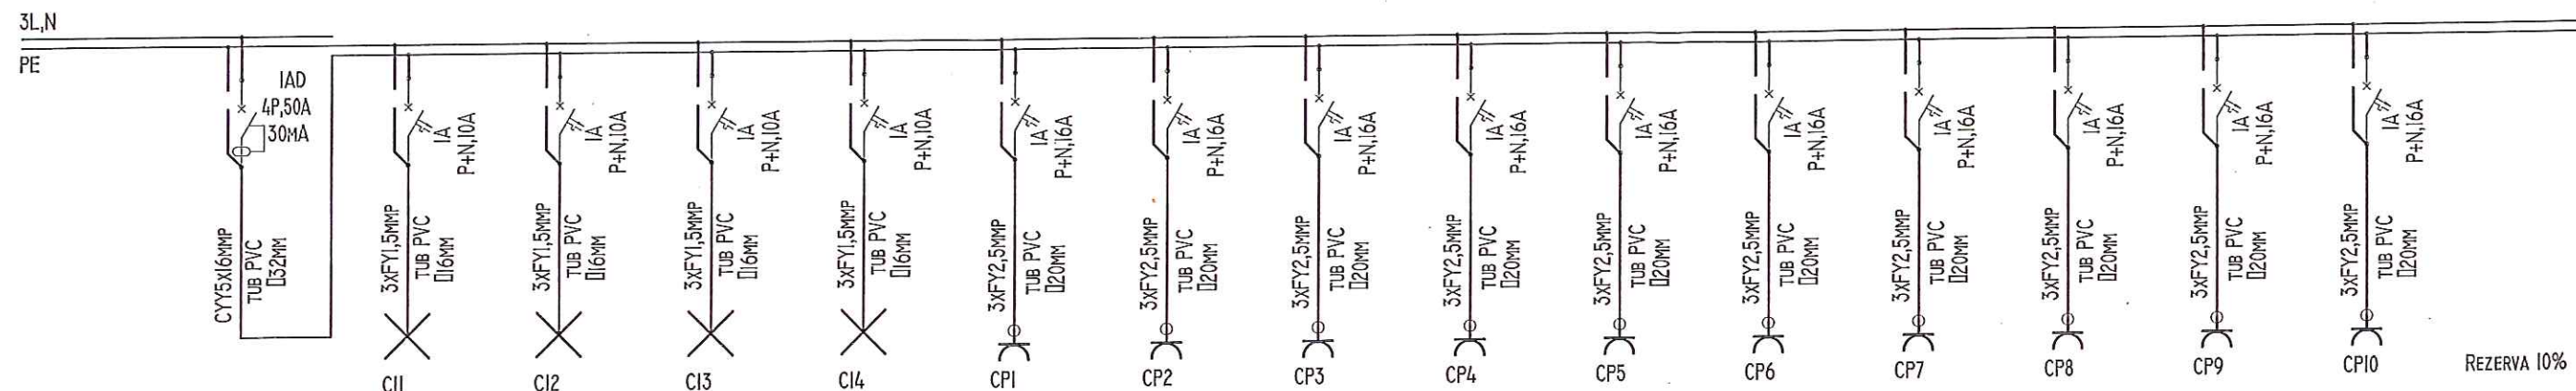 3L,N
PE
IAD
4P,50A
30MA
CYY5X16MMP
TUB PVC
▯32MM
IA
P+N,10A
3XFY1,5MMP
TUB PVC
▯16MM
CI1
IA
P+N,10A
3XFY1,5MMP
TUB PVC
▯16MM
CI2
IA
P+N,10A
3XFY1,5MMP
TUB PVC
▯16MM
CI3
IA
P+N,10A
3XFY1,5MMP
TUB PVC
▯16MM
CI4
IA
P+N,16A
3XFY2,5MMP
TUB PVC
▯20MM
CP1
IA
P+N,16A
3XFY2,5MMP
TUB PVC
▯20MM
CP2
IA
P+N,16A
3XFY2,5MMP
TUB PVC
▯20MM
CP3
IA
P+N,16A
3XFY2,5MMP
TUB PVC
▯20MM
CP4
IA
P+N,16A
3XFY2,5MMP
TUB PVC
▯20MM
CP5
IA
P+N,16A
3XFY2,5MMP
TUB PVC
▯20MM
CP6
IA
P+N,16A
3XFY2,5MMP
TUB PVC
▯20MM
CP7
IA
P+N,16A
3XFY2,5MMP
TUB PVC
▯20MM
CP8
IA
P+N,16A
3XFY2,5MMP
TUB PVC
▯20MM
CP9
IA
P+N,16A
3XFY2,5MMP
TUB PVC
▯20MM
CP10
REZERVA 10%